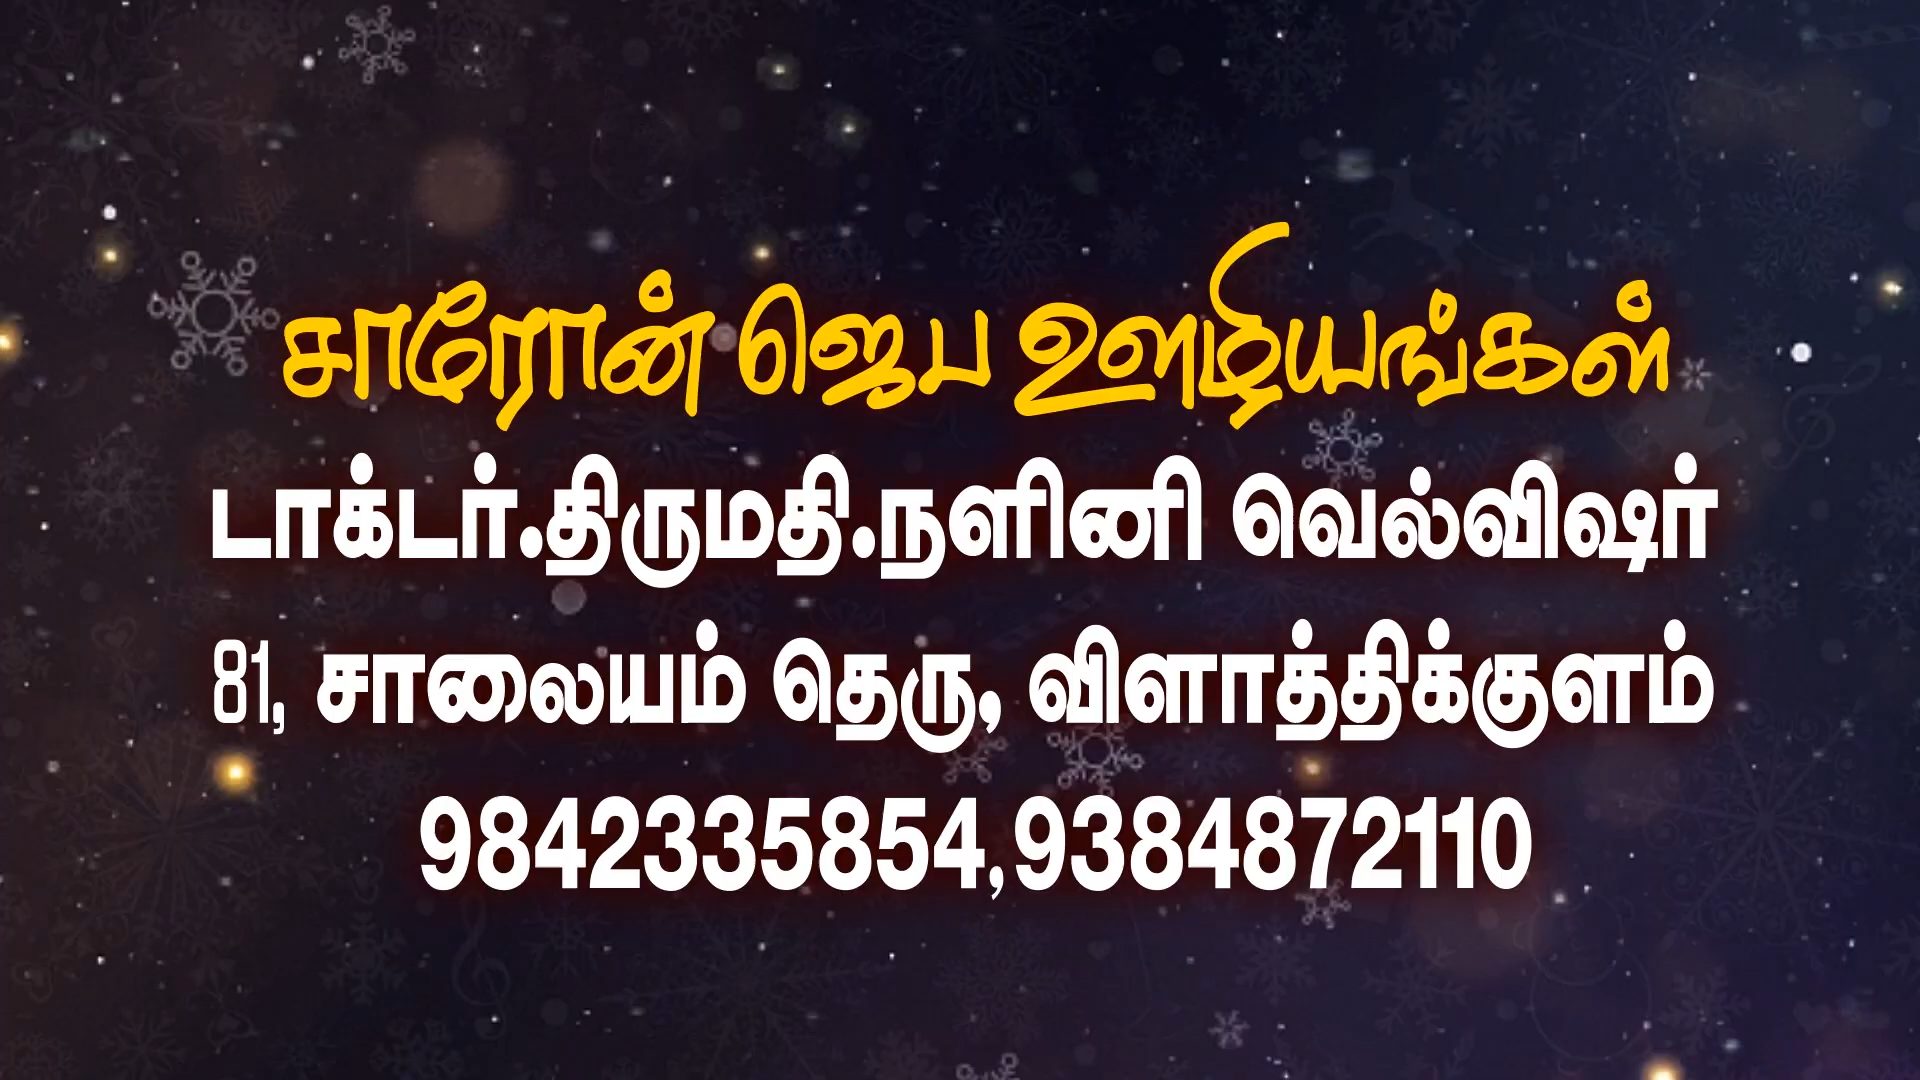 சாரோன் ஜெப ஊழியங்கள்
டாக்டர்.திருமதி.நளினி வெல்விஷர்
81, சாலையம் தெரு, விளாத்திக்குளம்
9842335854,9384872110